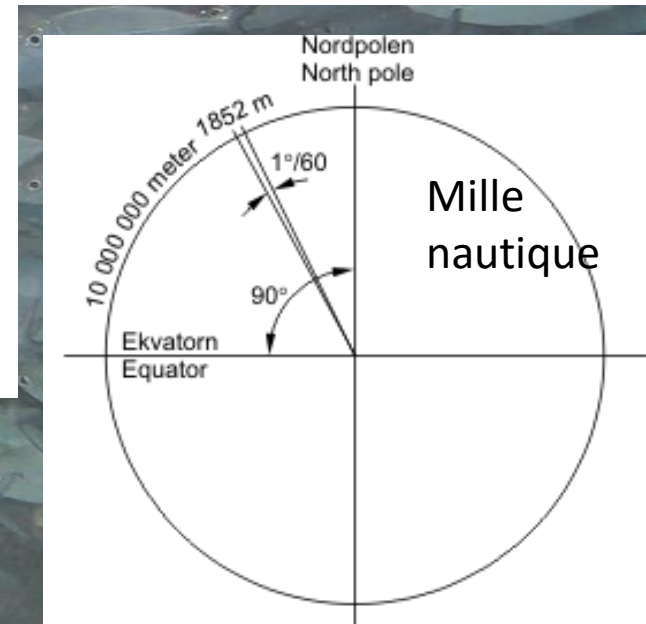 Nordpolen
North pole
1852 m
10 000 000 meter
1°/60
Mille
nautique
90°
Ekvatorn
Equator